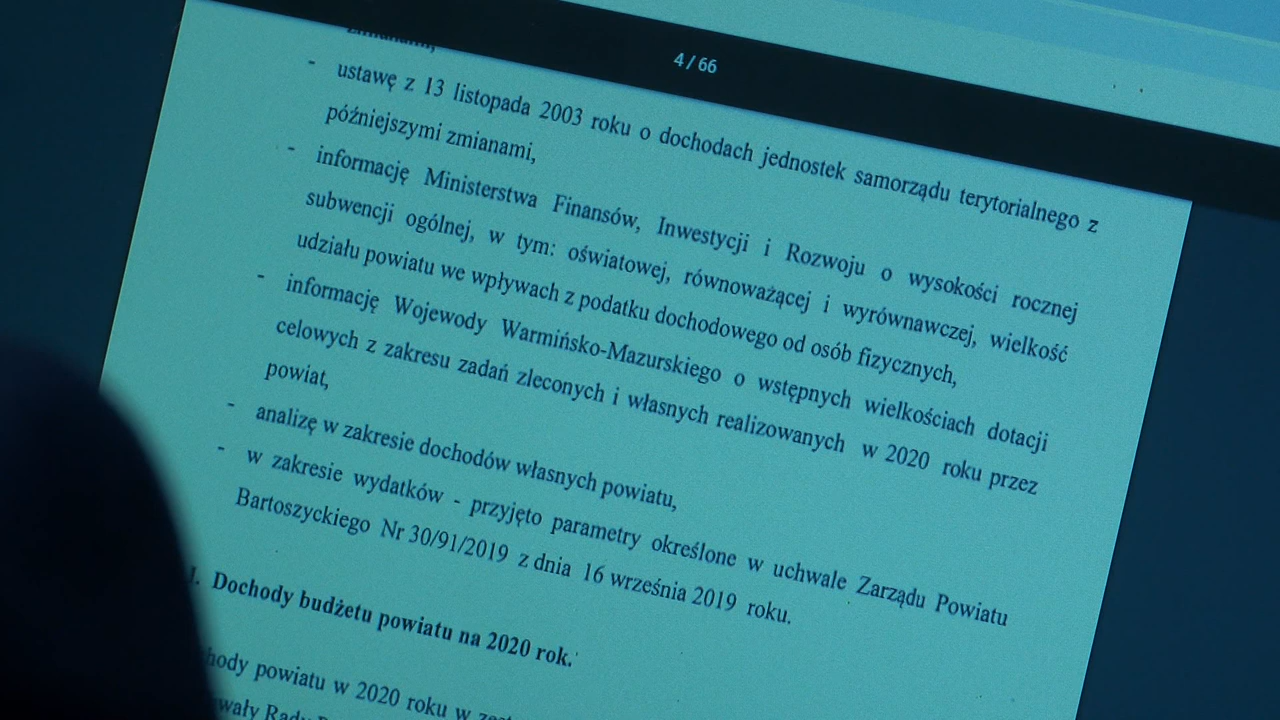 4 / 66
zmianami,
- ustawę z 13 listopada 2003 roku o dochodach jednostek samorządu terytorialnego z
późniejszymi zmianami,
- informację Ministerstwa Finansów, Inwestycji i Rozwoju o wysokości rocznej
subwencji ogólnej, w tym: oświatowej, równoważącej i wyrównawczej, wielkość
udziału powiatu we wpływach z podatku dochodowego od osób fizycznych,
- informację Wojewody Warmińsko-Mazurskiego o wstępnych wielkościach dotacji
celowych z zakresu zadań zleconych i własnych realizowanych w 2020 roku przez
powiat,
- analizę w zakresie dochodów własnych powiatu,
- w zakresie wydatków - przyjęto parametry określone w uchwale Zarządu Powiatu
Bartoszyckiego Nr 30/91/2019 z dnia 16 września 2019 roku.
I. Dochody budżetu powiatu na 2020 rok.
powiatu w 2020 roku w